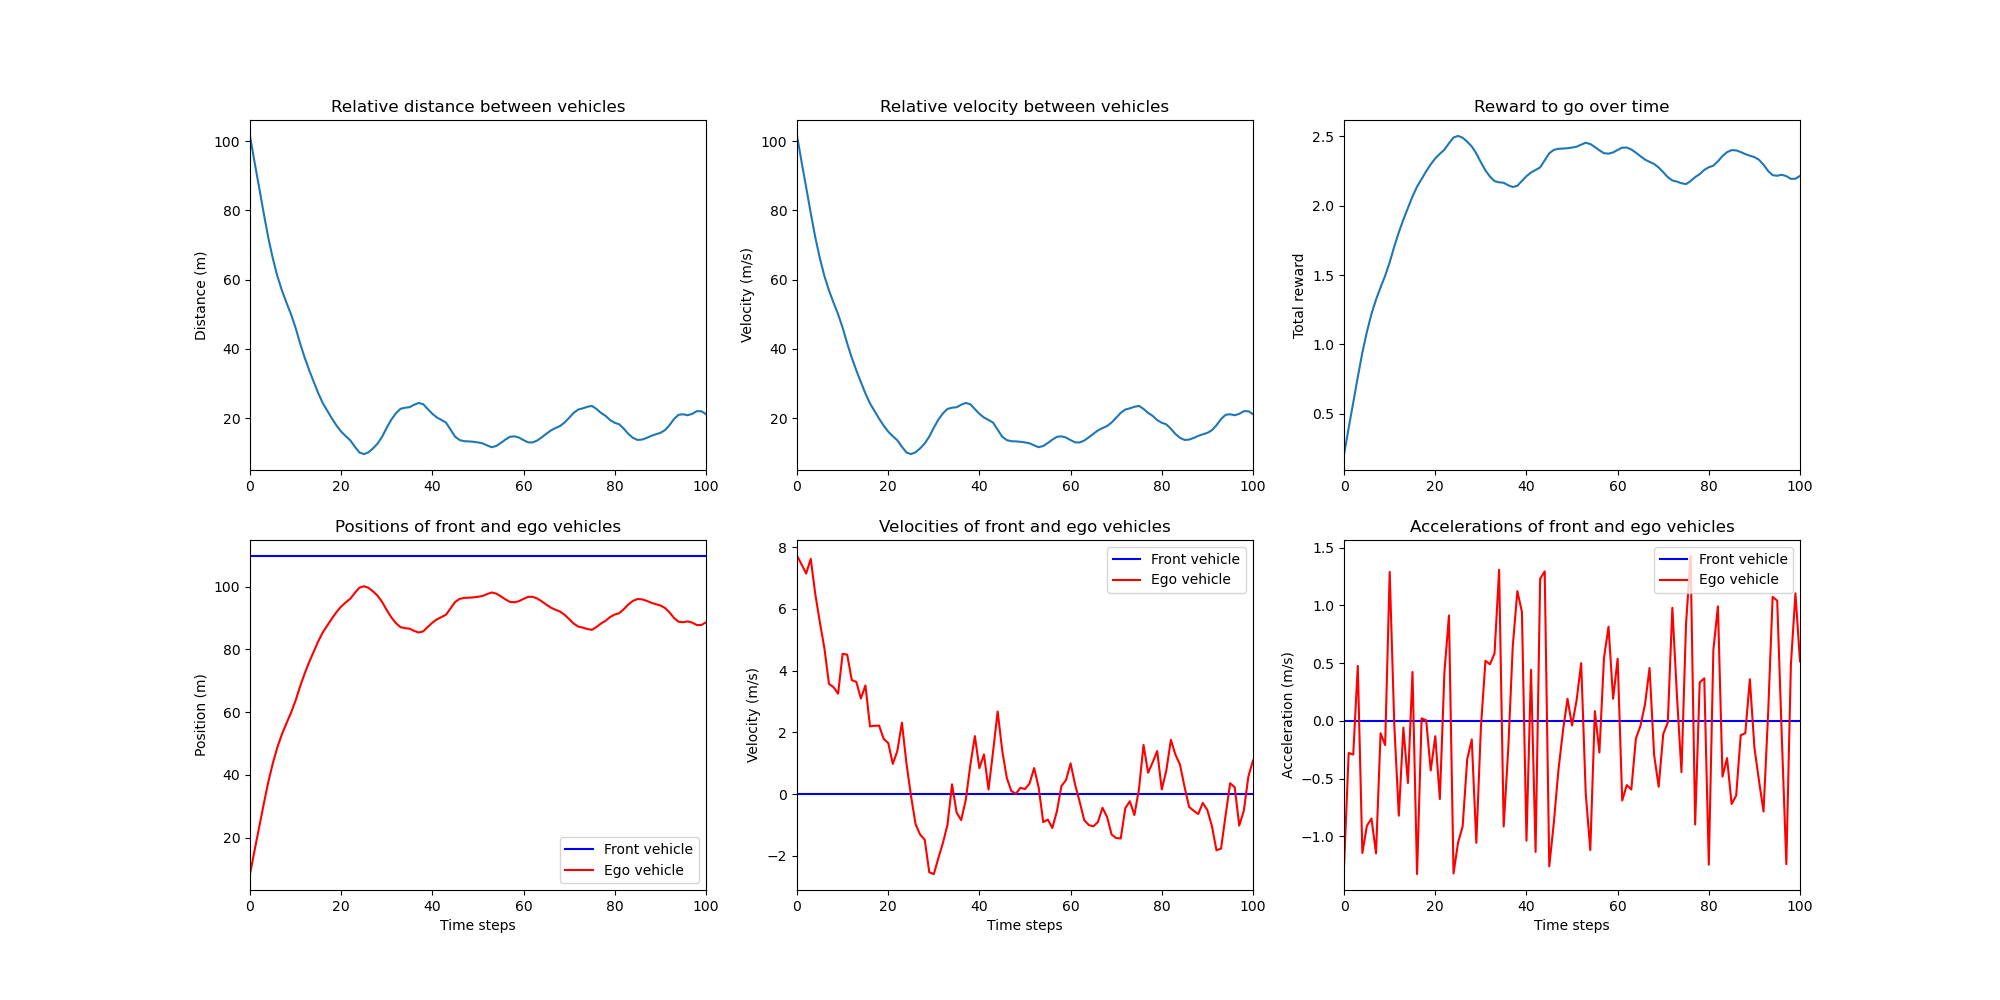 Relative distance between vehicles
Distance (m)
100
80
60
40
20
0 20 40 60 80 100
Relative velocity between vehicles
Velocity (m/s)
100
80
60
40
20
0 20 40 60 80 100
Reward to go over time
Total reward
2.5
2.0
1.5
1.0
0.5
0 20 40 60 80 100
Positions of front and ego vehicles
Position (m)
100
80
60
40
20
Front vehicle
Ego vehicle
0 20 40 60 80 100
Time steps
Velocities of front and ego vehicles
Velocity (m/s)
8
6
4
2
0
−2
Front vehicle
Ego vehicle
0 20 40 60 80 100
Time steps
Accelerations of front and ego vehicles
Acceleration (m/s)
1.5
1.0
0.5
0.0
−0.5
−1.0
Front vehicle
Ego vehicle
0 20 40 60 80 100
Time steps